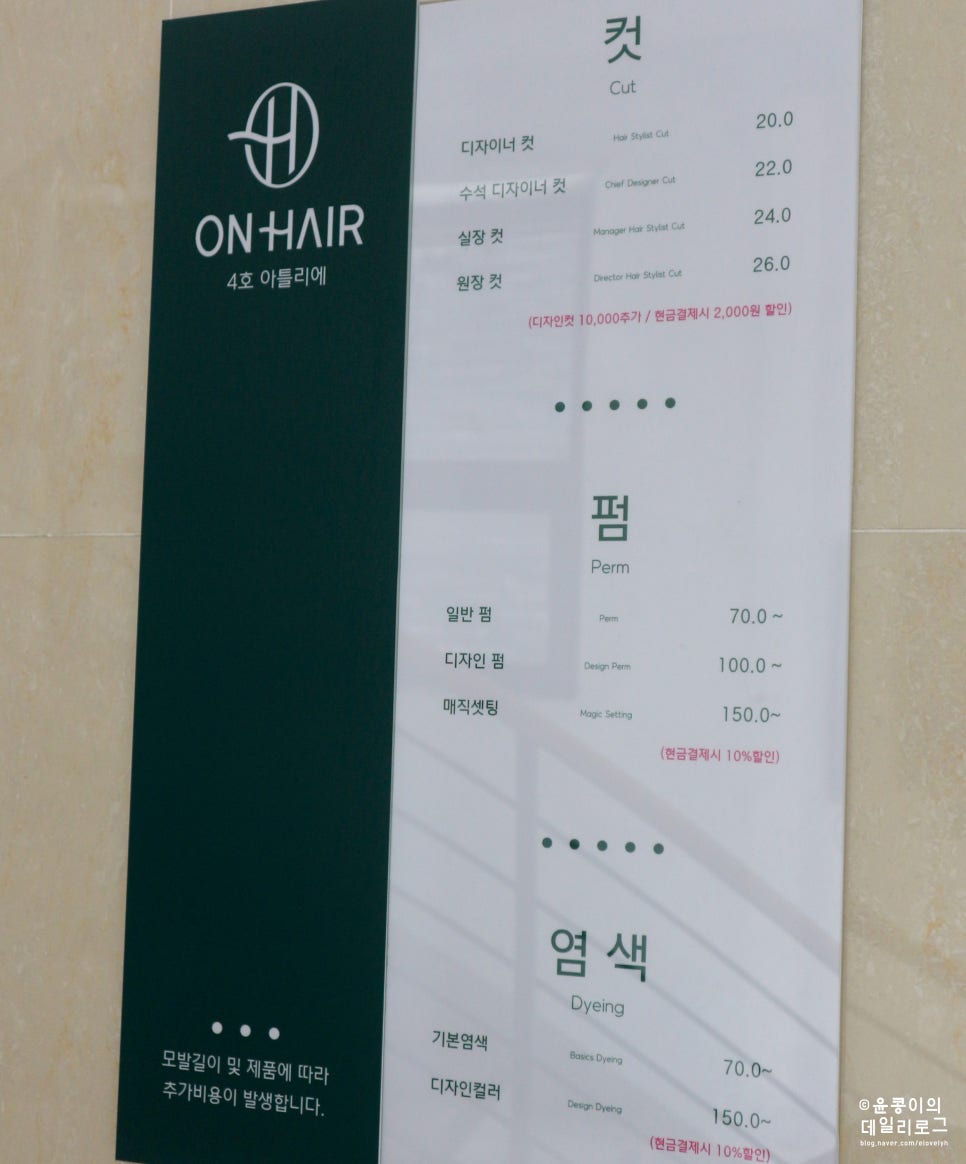 ON HAIR
4호 아틀리에
모발길이 및 제품에 따라
추가비용이 발생합니다.
컷
Cut
디자이너 컷 Hair Stylist Cut 20.0
수석 디자이너 컷 Chief Designer Cut 22.0
실장 컷 Manager Hair Stylist Cut 24.0
원장 컷 Director Hair Stylist Cut 26.0
(디자인컷 10,000추가 / 현금결제시 2,000원 할인)
펌
Perm
일반 펌 Perm 70.0 ~
디자인 펌 Design Perm 100.0 ~
매직셋팅 Magic Setting 150.0~
(현금결제시 10%할인)
염색
Dyeing
기본염색 Basics Dyeing 70.0~
디자인컬러 Design Dyeing 150.0~
(현금결제시 10%할인)
©윤콩이의
데일리로그
blog.naver.com/elovelyh